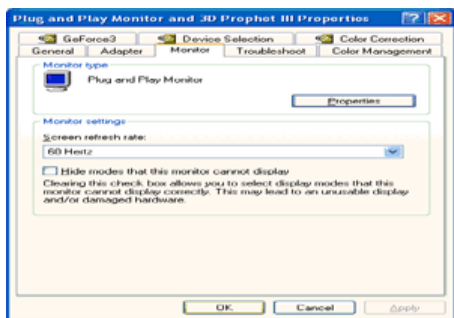 Plug and Play Monitor and 3D Prophet III Properties
GeForce3 Device Selection Color Correction
General Adapter Monitor Troubleshoot Color Management
Monitor type
Plug and Play Monitor
Properties
Monitor settings
Screen refresh rate:
60 Hertz
Hide modes that this monitor cannot display
Clearing this check box allows you to select display modes that this
monitor cannot display correctly. This may lead to an unusable display
and/or damaged hardware.
OK Cancel Apply